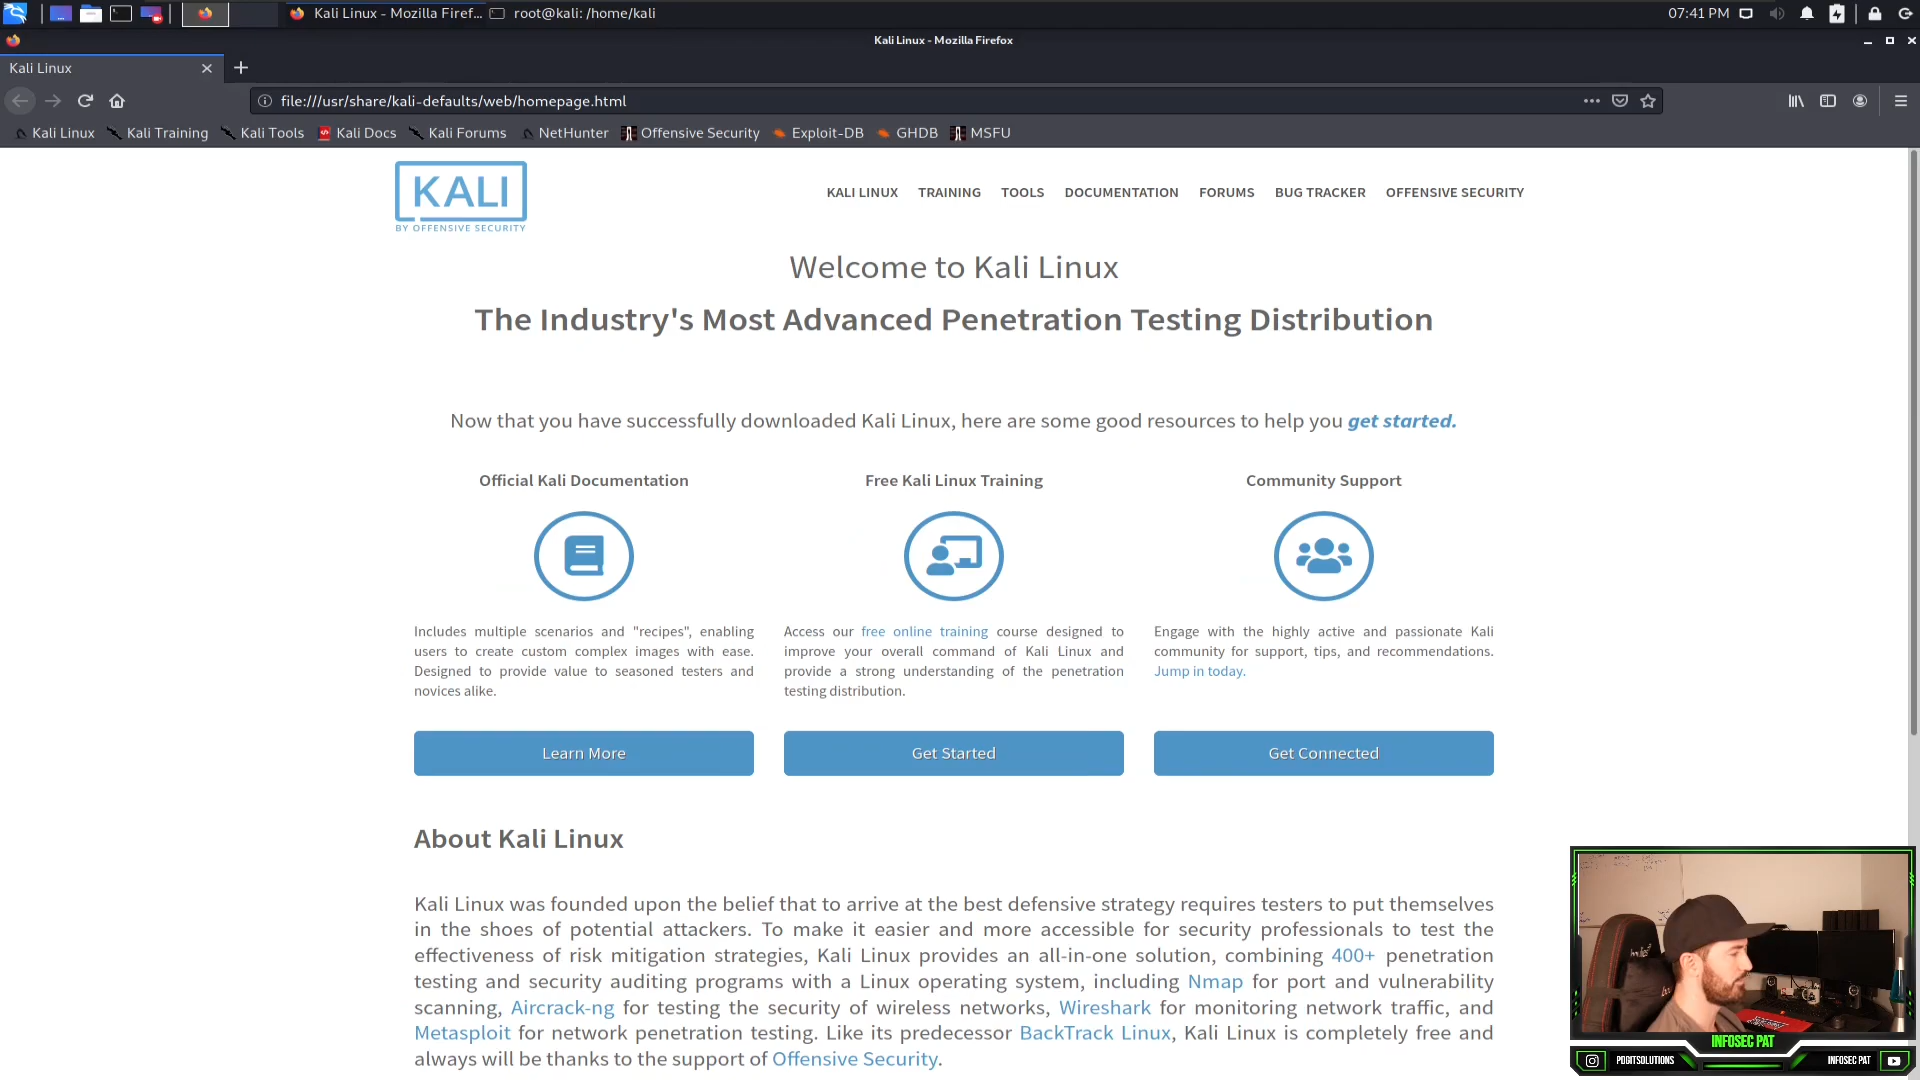 Kali Linux - Mozilla Firef...
root@kali: /home/kali
07:41 PM
Kali Linux - Mozilla Firefox
Kali Linux
file:///usr/share/kali-defaults/web/homepage.html
Kali Linux
Kali Training
Kali Tools
Kali Docs
Kali Forums
NetHunter
Offensive Security
Exploit-DB
GHDB
MSFU
KALI
BY OFFENSIVE SECURITY
KALI LINUX
TRAINING
TOOLS
DOCUMENTATION
FORUMS
BUG TRACKER
OFFENSIVE SECURITY
Welcome to Kali Linux
The Industry's Most Advanced Penetration Testing Distribution
Now that you have successfully downloaded Kali Linux, here are some good resources to help you get started.
Official Kali Documentation
Includes multiple scenarios and "recipes", enabling
users to create custom complex images with ease.
Designed to provide value to seasoned testers and
novices alike.
Learn More
Free Kali Linux Training
Access our free online training course designed to
improve your overall command of Kali Linux and
provide a strong understanding of the penetration
testing distribution.
Get Started
Community Support
Engage with the highly active and passionate Kali
community for support, tips, and recommendations.
Jump in today.
Get Connected
About Kali Linux
Kali Linux was founded upon the belief that to arrive at the best defensive strategy requires testers to put themselves
in the shoes of potential attackers. To make it easier and more accessible for security professionals to test the
effectiveness of risk mitigation strategies, Kali Linux provides an all-in-one solution, combining 400+ penetration
testing and security auditing programs with a Linux operating system, including Nmap for port and vulnerability
scanning, Aircrack-ng for testing the security of wireless networks, Wireshark for monitoring network traffic, and
Metasploit for network penetration testing. Like its predecessor BackTrack Linux, Kali Linux is completely free and
always will be thanks to the support of Offensive Security.
INFOSEC PAT
PDDITSOLUTIONS
INFOSEC PAT